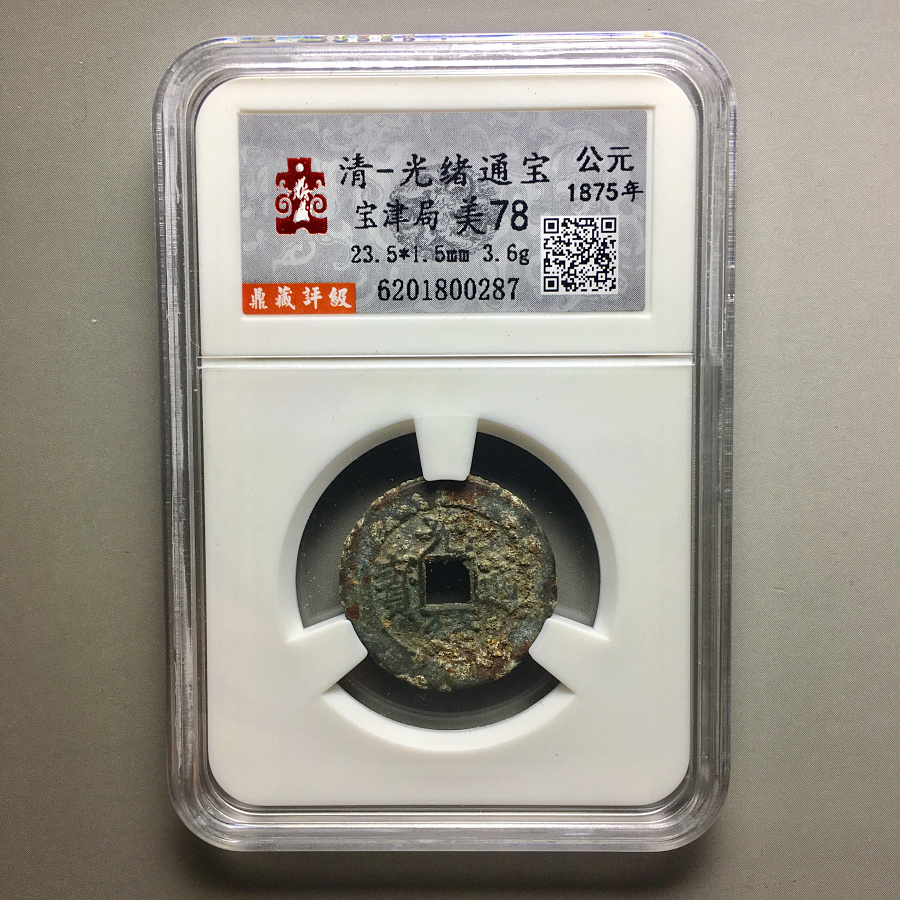 清-光绪通宝 公元
1875年
宝津局 美78
23.5*1.5mm 3.6g
鼎藏評級 6201800287